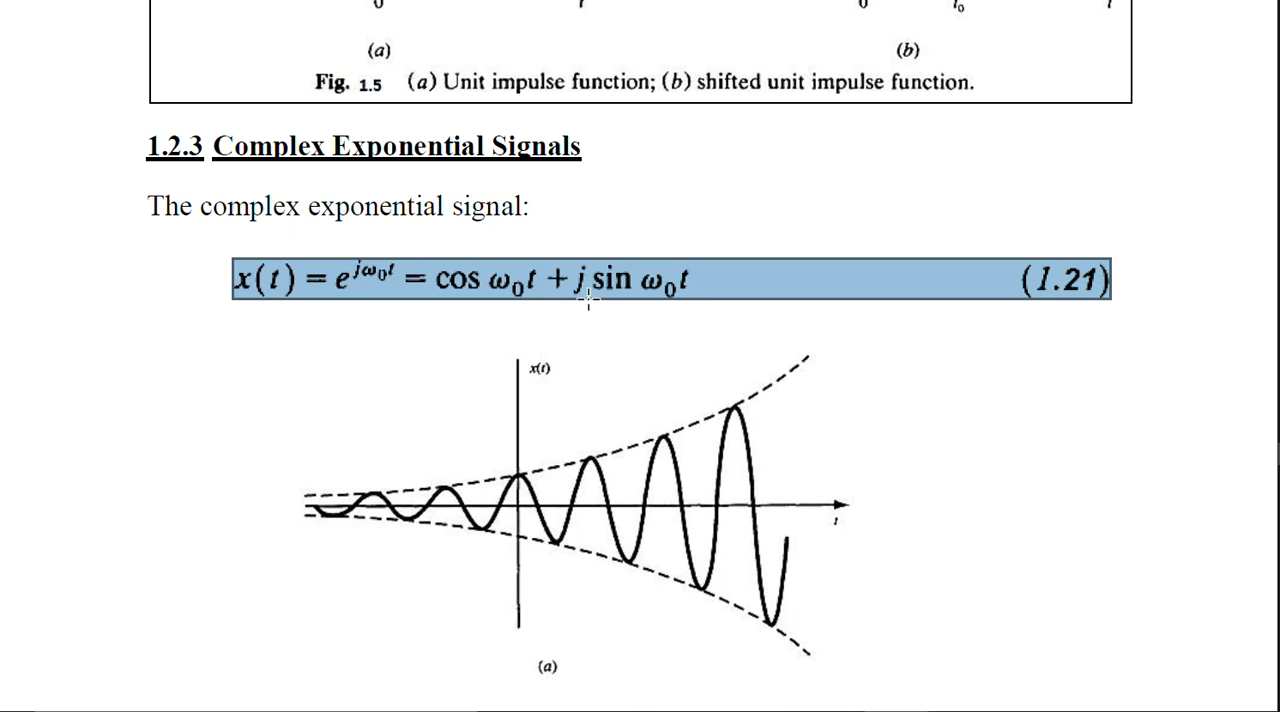 (a) (b)
Fig. 1.5 (a) Unit impulse function; (b) shifted unit impulse function.
1.2.3 Complex Exponential Signals
The complex exponential signal:
x(t) = e^{jω₀t} = cos ω₀t + j sin ω₀t (1.21)
x(t)
t
(a)